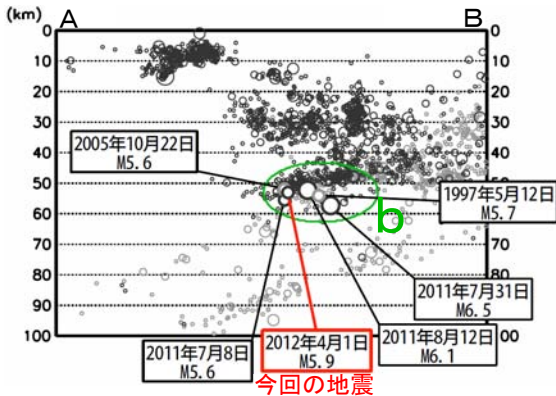 (km) A B
0 0
10 10
20 20
30 30
40 40
50 50
60
70
80 80
90 90
100 00
2005年10月22日
M5.6
1997年5月12日
M5.7
b
2011年7月31日
M6.5
2011年7月8日
M5.6
2012年4月1日
M5.9
2011年8月12日
M6.1
今回の地震